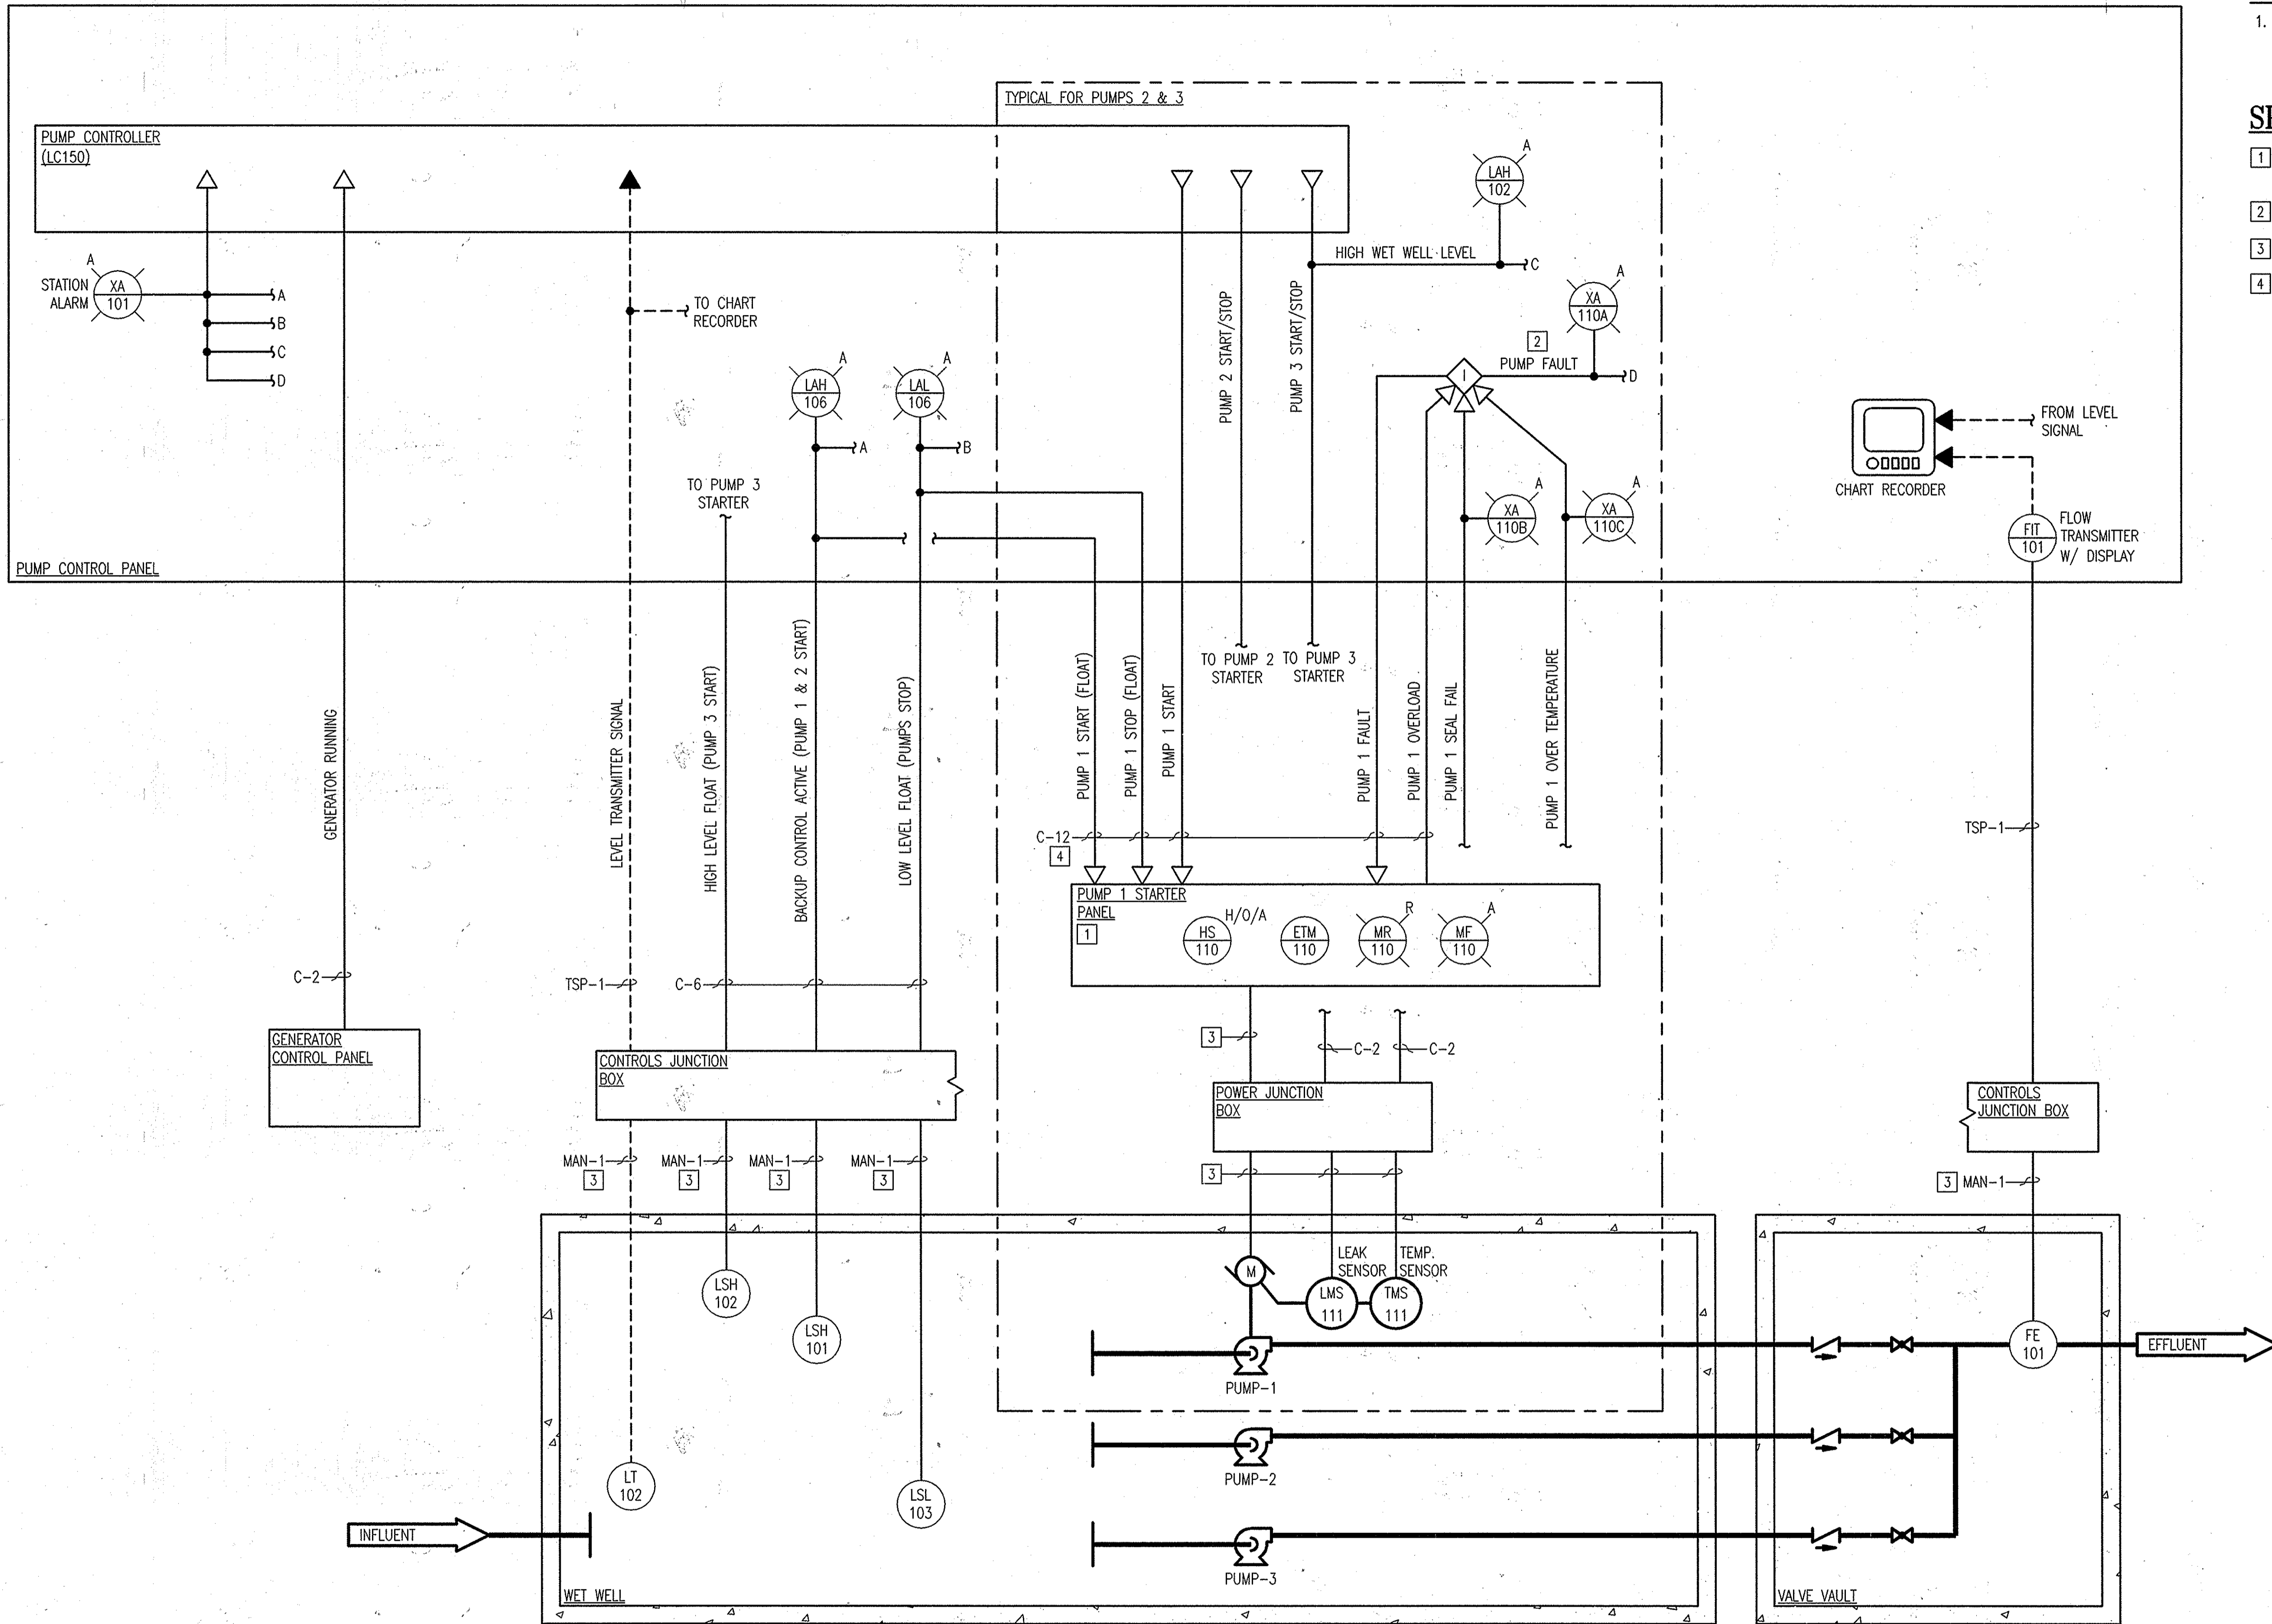 1.
TYPICAL FOR PUMPS 2 & 3
PUMP CONTROLLER
(LC150)
SP
1
2
3
4
A
LAH
102
HIGH WET WELL LEVEL
C
A
STATION
ALARM
XA
101
A
B
C
D
TO CHART
RECORDER
A
XA
110A
2
PUMP FAULT
D
I
A
LAH
106
A
LAL
106
A
B
PUMP 2 START/STOP
PUMP 3 START/STOP
FROM LEVEL
SIGNAL
CHART RECORDER
TO PUMP 3
STARTER
A
XA
110B
A
XA
110C
FIT
101
FLOW
TRANSMITTER
W/ DISPLAY
PUMP CONTROL PANEL
GENERATOR RUNNING
LEVEL TRANSMITTER SIGNAL
HIGH LEVEL FLOAT (PUMP 3 START)
BACKUP CONTROL ACTIVE (PUMP 1 & 2 START)
LOW LEVEL FLOAT (PUMPS STOP)
PUMP 1 START (FLOAT)
PUMP 1 STOP (FLOAT)
PUMP 1 START
TO PUMP 2
STARTER
TO PUMP 3
STARTER
PUMP 1 FAULT
PUMP 1 OVERLOAD
PUMP 1 SEAL FAIL
PUMP 1 OVER TEMPERATURE
C-12
4
TSP-1
PUMP 1 STARTER
PANEL
1
HS
110
H/O/A
ETM
110
MR
110
R
MF
110
A
C-2
TSP-1
C-6
GENERATOR
CONTROL PANEL
CONTROLS JUNCTION
BOX
3
C-2
C-2
POWER JUNCTION
BOX
CONTROLS
JUNCTION BOX
MAN-1
3
MAN-1
3
MAN-1
3
MAN-1
3
3
3 MAN-1
LEAK
SENSOR
TEMP.
SENSOR
M
LMS
111
TMS
111
LSH
102
LSH
101
FE
101
EFFLUENT
PUMP-1
LT
102
LSL
103
PUMP-2
INFLUENT
PUMP-3
WET WELL
VALVE VAULT